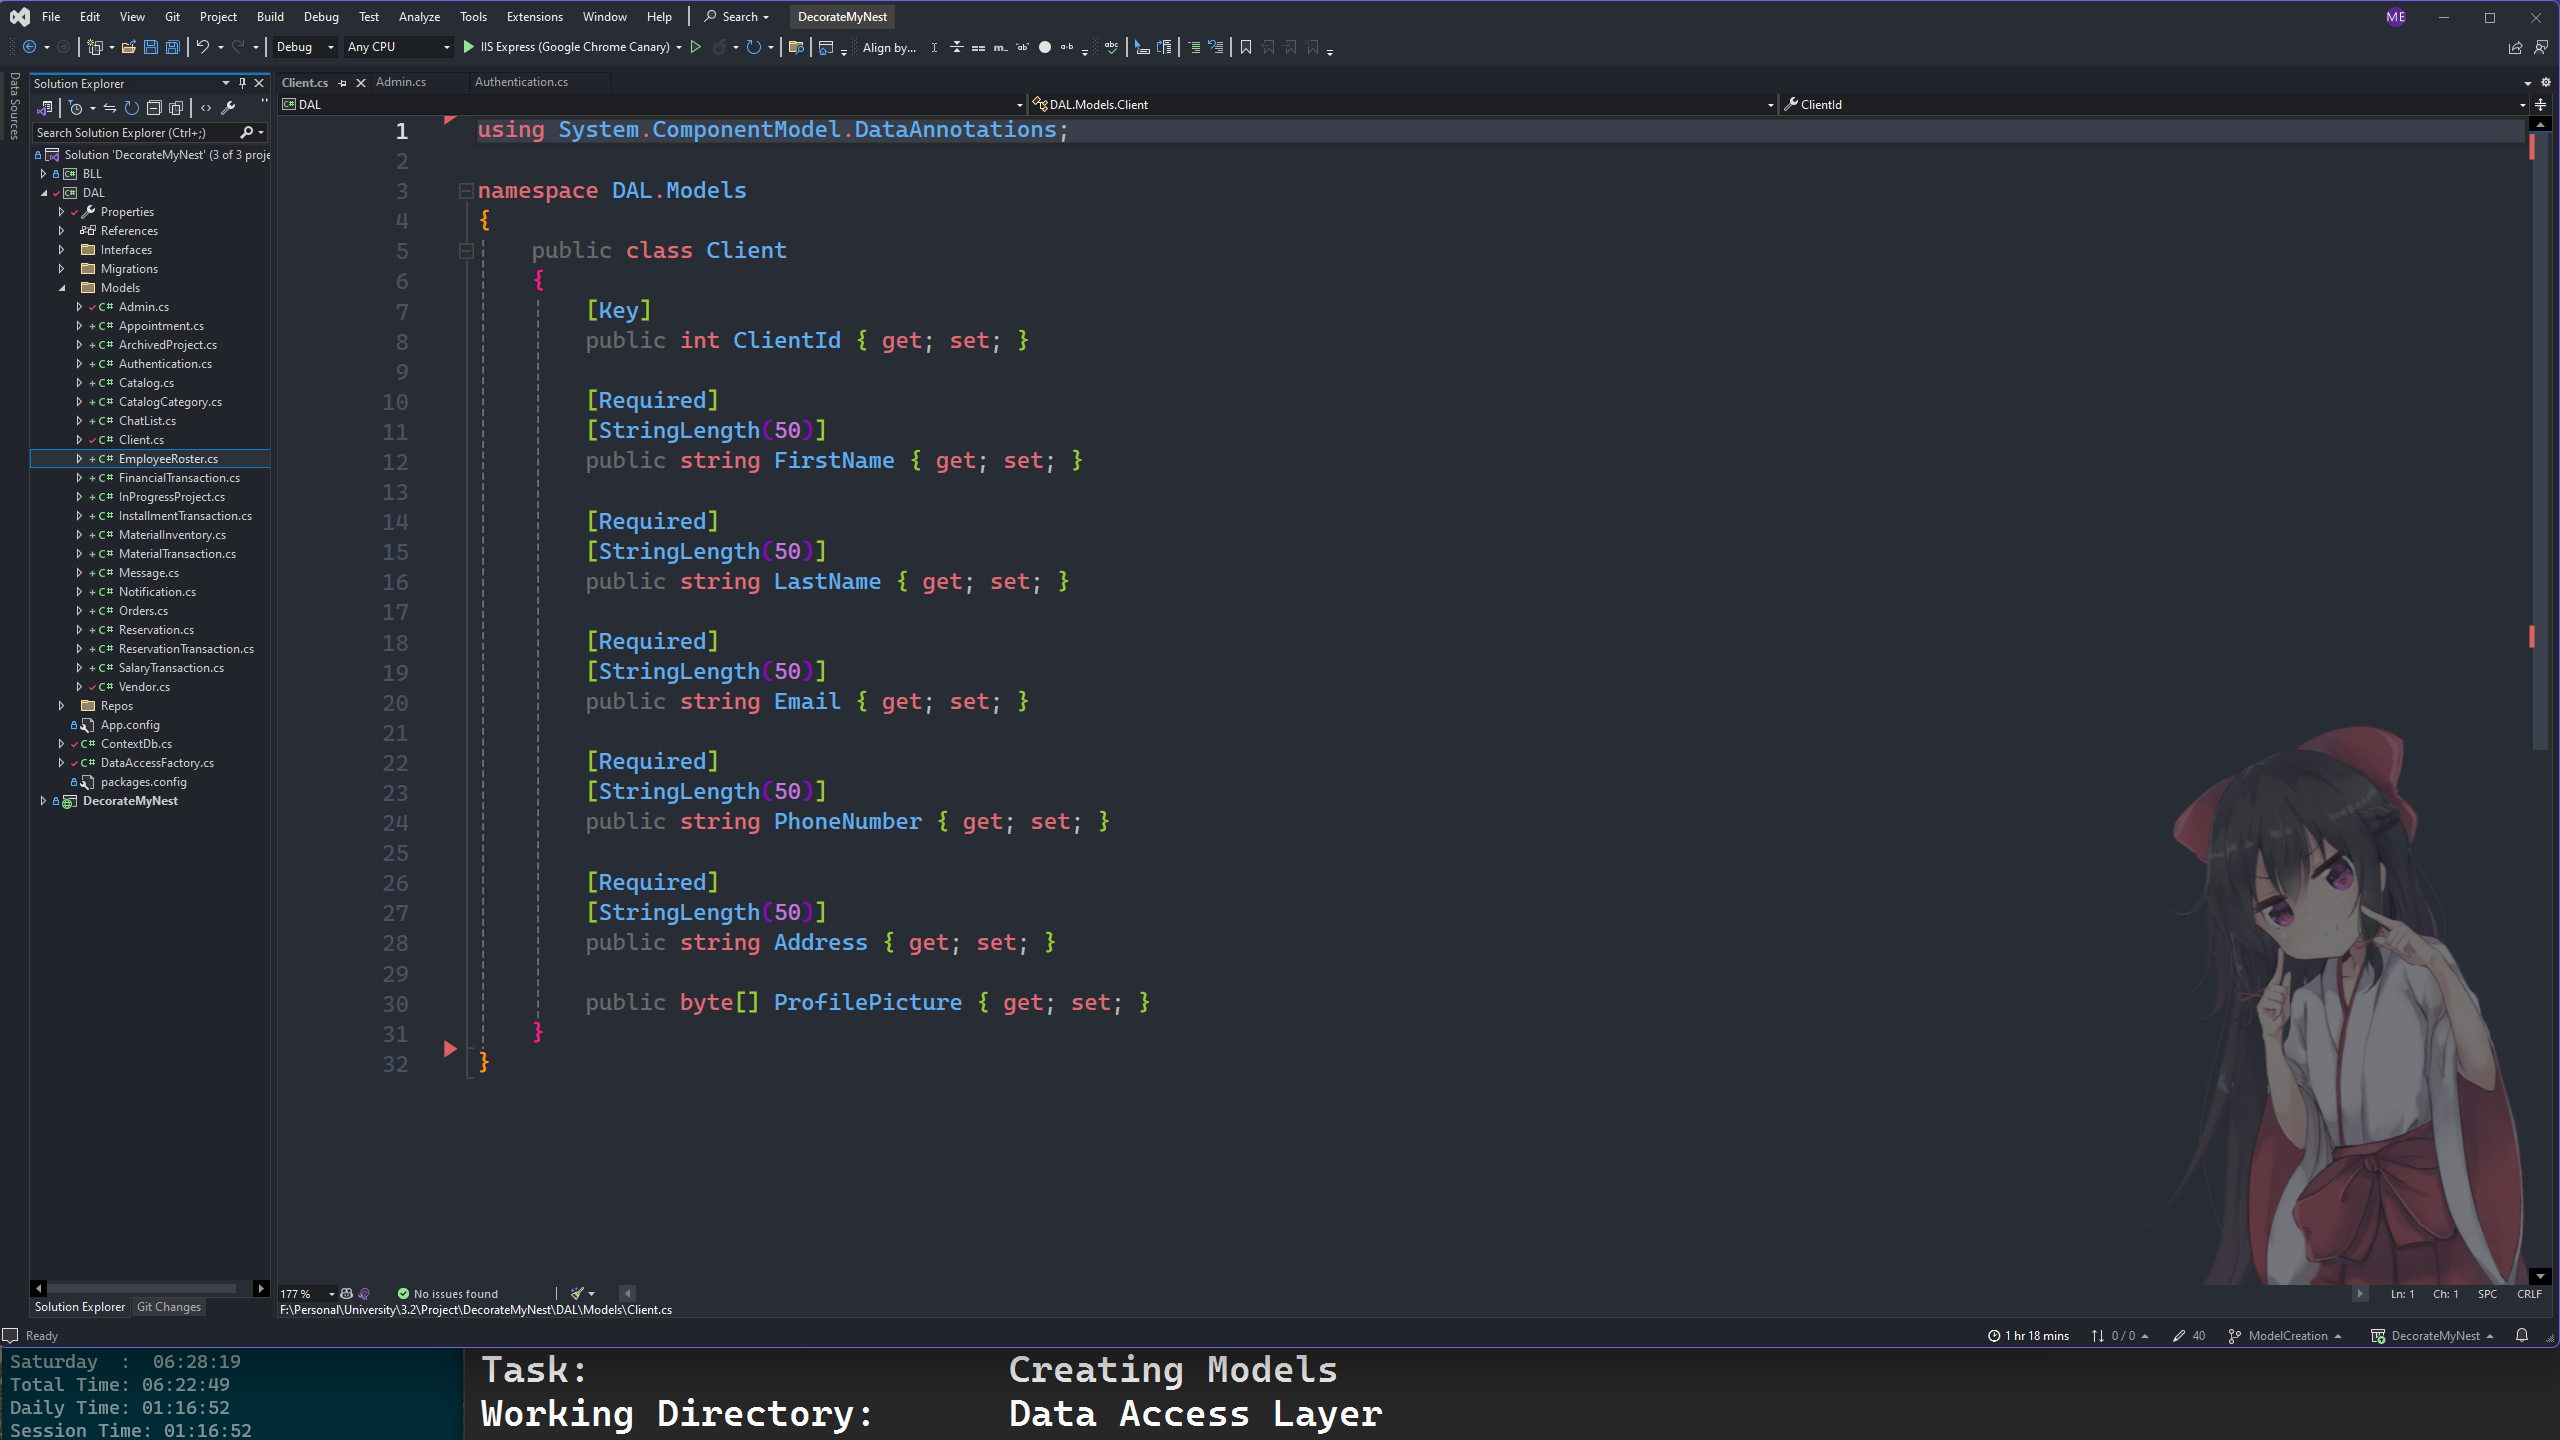 File Edit View Git Project Build Debug Test Analyze Tools Extensions Window Help Search DecorateMyNest ME
Debug Any CPU IIS Express (Google Chrome Canary) Align by...
Data Sources
Solution Explorer
Search Solution Explorer (Ctrl+;)
Solution 'DecorateMyNest' (3 of 3 proje
BLL
DAL
Properties
References
Interfaces
Migrations
Models
C# Admin.cs
C# Appointment.cs
C# ArchivedProject.cs
C# Authentication.cs
C# Catalog.cs
C# CatalogCategory.cs
C# ChatList.cs
C# Client.cs
C# EmployeeRoster.cs
C# FinancialTransaction.cs
C# InProgressProject.cs
C# InstallmentTransaction.cs
C# MaterialInventory.cs
C# MaterialTransaction.cs
C# Message.cs
C# Notification.cs
C# Orders.cs
C# Reservation.cs
C# ReservationTransaction.cs
C# SalaryTransaction.cs
C# Vendor.cs
Repos
App.config
C# ContextDb.cs
C# DataAccessFactory.cs
packages.config
DecorateMyNest
Solution Explorer Git Changes
Client.cs Admin.cs Authentication.cs
DAL DAL.Models.Client ClientId
1 using System.ComponentModel.DataAnnotations;
2
3 namespace DAL.Models
4 {
5 public class Client
6 {
7 [Key]
8 public int ClientId { get; set; }
9
10 [Required]
11 [StringLength(50)]
12 public string FirstName { get; set; }
13
14 [Required]
15 [StringLength(50)]
16 public string LastName { get; set; }
17
18 [Required]
19 [StringLength(50)]
20 public string Email { get; set; }
21
22 [Required]
23 [StringLength(50)]
24 public string PhoneNumber { get; set; }
25
26 [Required]
27 [StringLength(50)]
28 public string Address { get; set; }
29
30 public byte[] ProfilePicture { get; set; }
31 }
32 }
177 % No issues found Ln: 1 Ch: 1 SPC CRLF
F:\Personal\University\3.2\Project\DecorateMyNest\DAL\Models\Client.cs
Ready 1 hr 18 mins 0 / 0 40 ModelCreation DecorateMyNest
Saturday : 06:28:19
Total Time: 06:22:49
Daily Time: 01:16:52
Session Time: 01:16:52
Task: Creating Models
Working Directory: Data Access Layer